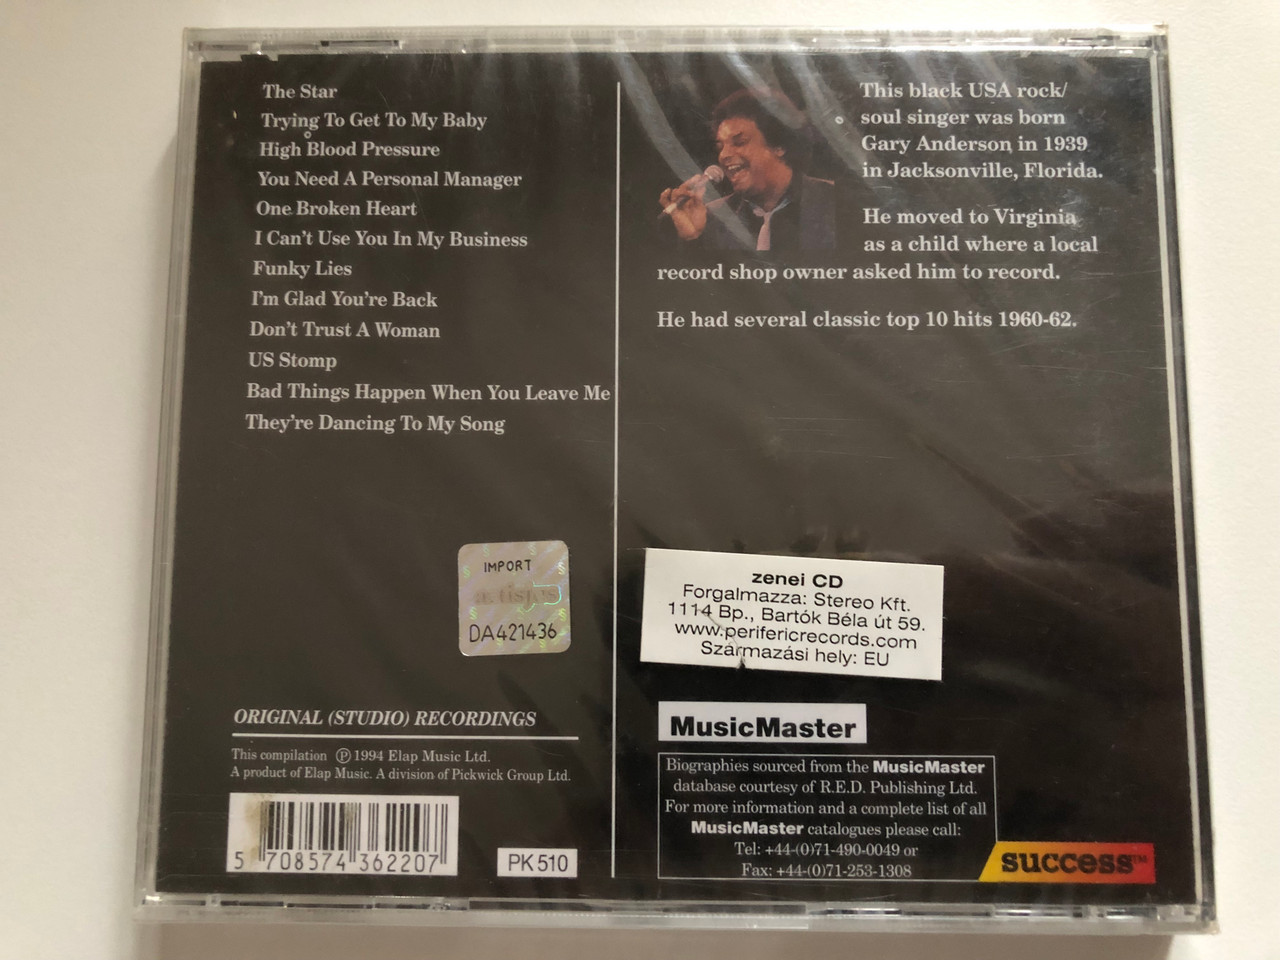 The Star
Trying To Get To My Baby
High Blood Pressure
You Need A Personal Manager
One Broken Heart
I Can't Use You In My Business
Funky Lies
I'm Glad You're Back
Don't Trust A Woman
US Stomp
Bad Things Happen When You Leave Me
They're Dancing To My Song
This black USA rock/
soul singer was born
Gary Anderson in 1939
in Jacksonville, Florida.
He moved to Virginia
as a child where a local
record shop owner asked him to record.
He had several classic top 10 hits 1960-62.
IMPORT
artisjus
DA421436
zenei CD
Forgalmazza: Stereo Kft.
1114 Bp., Bartók Béla út 59.
www.perifericrecords.com
Származási hely: EU
ORIGINAL (STUDIO) RECORDINGS
This compilation ℗ 1994 Elap Music Ltd.
A product of Elap Music. A division of Pickwick Group Ltd.
5 708574 362207
PK 510
MusicMaster
Biographies sourced from the MusicMaster
database courtesy of R.E.D. Publishing Ltd.
For more information and a complete list of all
MusicMaster catalogues please call:
Tel: +44-(0)71-490-0049 or
Fax: +44-(0)71-253-1308
success™